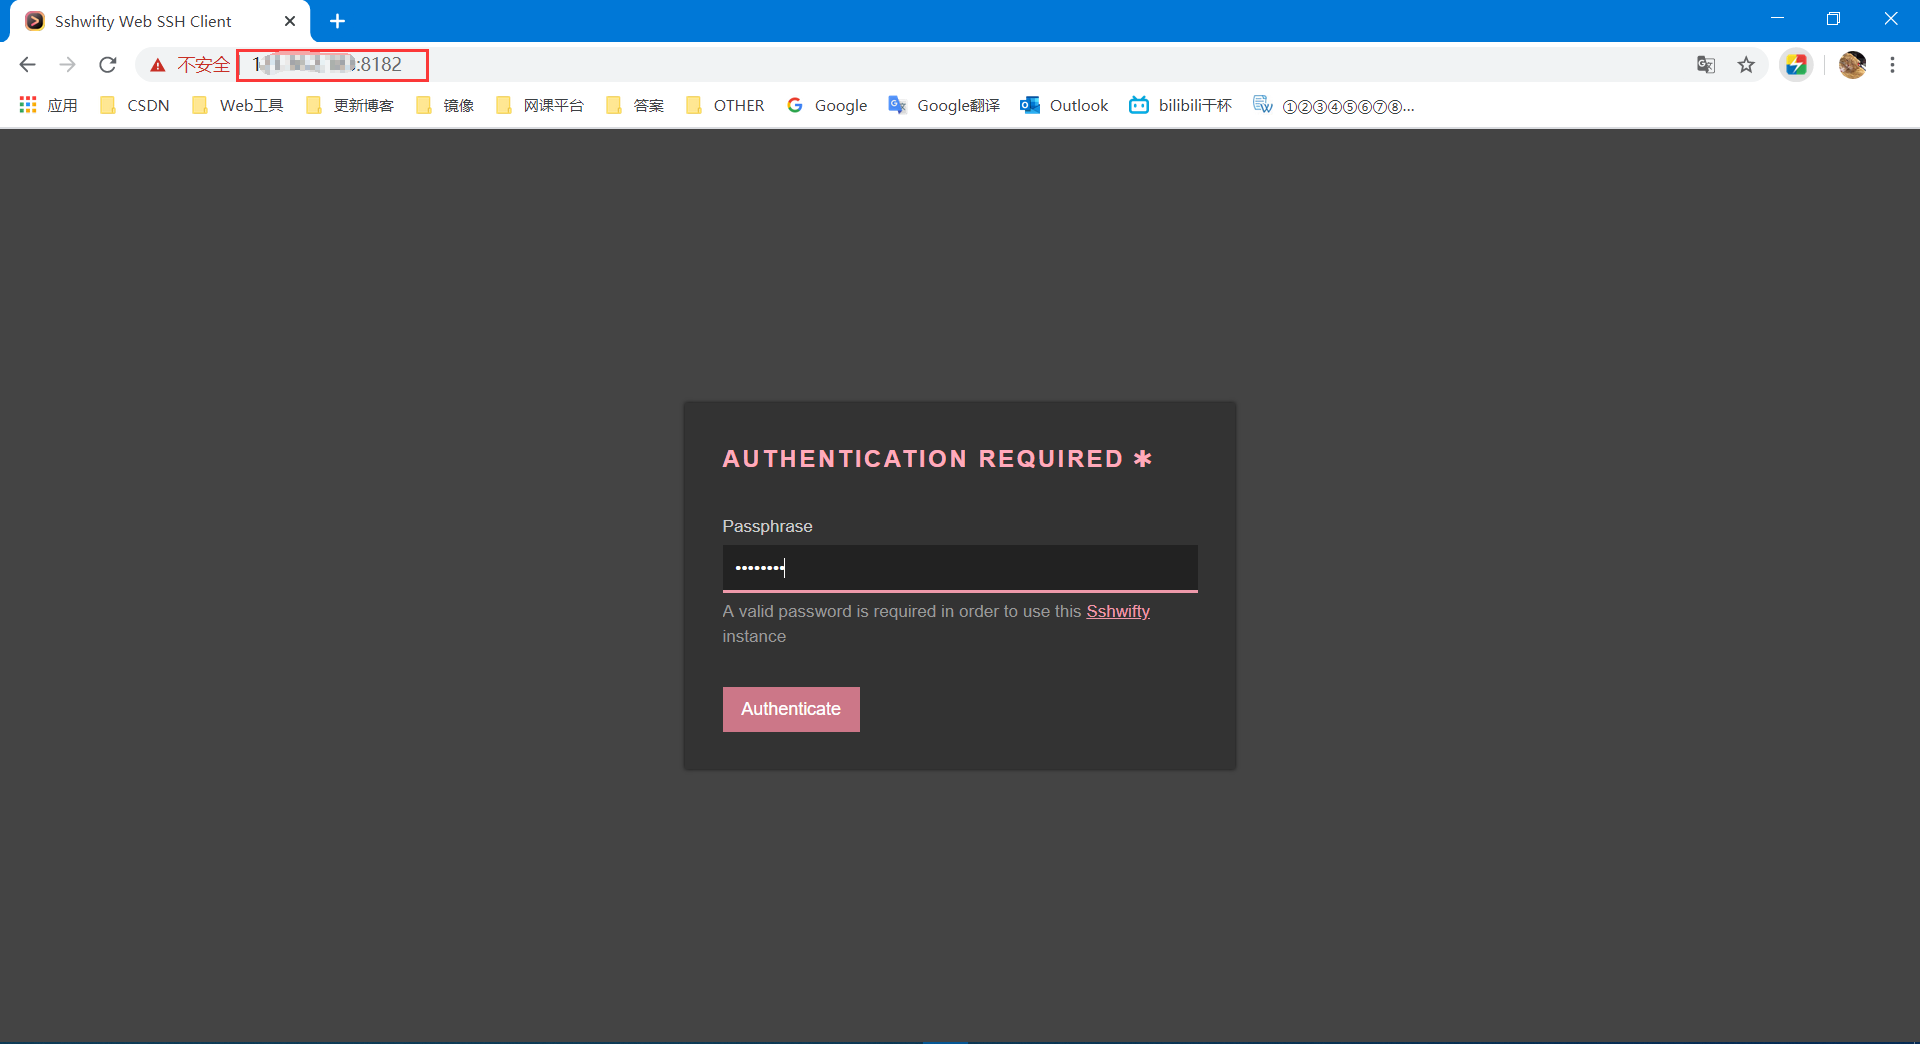 Sshwifty Web SSH Client
不安全 :8182
应用 CSDN Web工具 更新博客 镜像 网课平台 答案 OTHER Google Google翻译 Outlook bilibili干杯 ①②③④⑤⑥⑦⑧...
AUTHENTICATION REQUIRED ✱
Passphrase
••••••••
A valid password is required in order to use this Sshwifty
instance
Authenticate